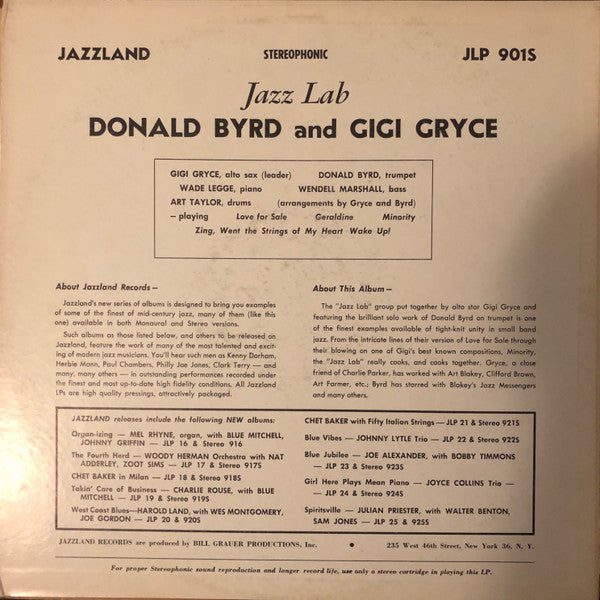 JAZZLAND STEREOPHONIC JLP 901S
Jazz Lab
DONALD BYRD and GIGI GRYCE
GIGI GRYCE, alto sax (leader) DONALD BYRD, trumpet
WADE LEGGE, piano WENDELL MARSHALL, bass
ART TAYLOR, drums (arrangements by Gryce and Byrd)
— playing Love for Sale Geraldine Minority
Zing, Went the Strings of My Heart Wake Up!
About Jazzland Records —
Jazzland's new series of albums is designed to bring you examples
of some of the finest of mid-century jazz, many of them (like this
one) available in both Monaural and Stereo versions.
Such albums as those listed below, and others to be released on
Jazzland, feature the work of many of the most talented and excit-
ing of modern jazz musicians. You'll hear such men as Kenny Dorham,
Herbie Mann, Paul Chambers, Philly Joe Jones, Clark Terry — and
many, many others — in outstanding performances recorded under
the finest and most up-to-date high fidelity conditions. All Jazzland
LPs are high quality pressings, attractively packaged.
About This Album —
The "Jazz Lab" group put together by alto star Gigi Gryce and
featuring the brilliant solo work of Donald Byrd on trumpet is one
of the finest examples available of tight-knit unity in small band
jazz. From the intricate lines of their version of Love for Sale through
their blowing on one of Gigi's best known compositions, Minority,
the "Jazz Lab" really cooks, and cooks together. Gryce, a close
friend of Charlie Parker, has worked with Art Blakey, Clifford Brown,
Art Farmer, etc.; Byrd has starred with Blakey's Jazz Messengers
and many others.
JAZZLAND releases include the following NEW albums:
Organ-izing — MEL RHYNE, organ, with BLUE MITCHELL,
JOHNNY GRIFFIN — JLP 16 & Stereo 916
The Fourth Herd — WOODY HERMAN Orchestra with NAT
ADDERLEY, ZOOT SIMS — JLP 17 & Stereo 917S
CHET BAKER in Milan — JLP 18 & Stereo 918S
Takin' Care of Business — CHARLIE ROUSE, with BLUE
MITCHELL — JLP 19 & Stereo 919S
West Coast Blues—HAROLD LAND, with WES MONTGOMERY,
JOE GORDON — JLP 20 & 920S
CHET BAKER with Fifty Italian Strings — JLP 21 & Stereo 921S
Blue Vibes — JOHNNY LYTLE Trio — JLP 22 & Stereo 922S
Blue Jubilee — JOE ALEXANDER, with BOBBY TIMMONS
— JLP 23 & Stereo 923S
Girl Here Plays Mean Piano — JOYCE COLLINS Trio —
— JLP 24 & Stereo 924S
Spiritsville — JULIAN PRIESTER, with WALTER BENTON,
SAM JONES — JLP 25 & 925S
JAZZLAND RECORDS are produced by BILL GRAUER PRODUCTIONS, Inc. • 235 West 46th Street, New York 36, N. Y.
For proper Stereophonic sound reproduction and longer record life, use only a stereo cartridge in playing this LP.